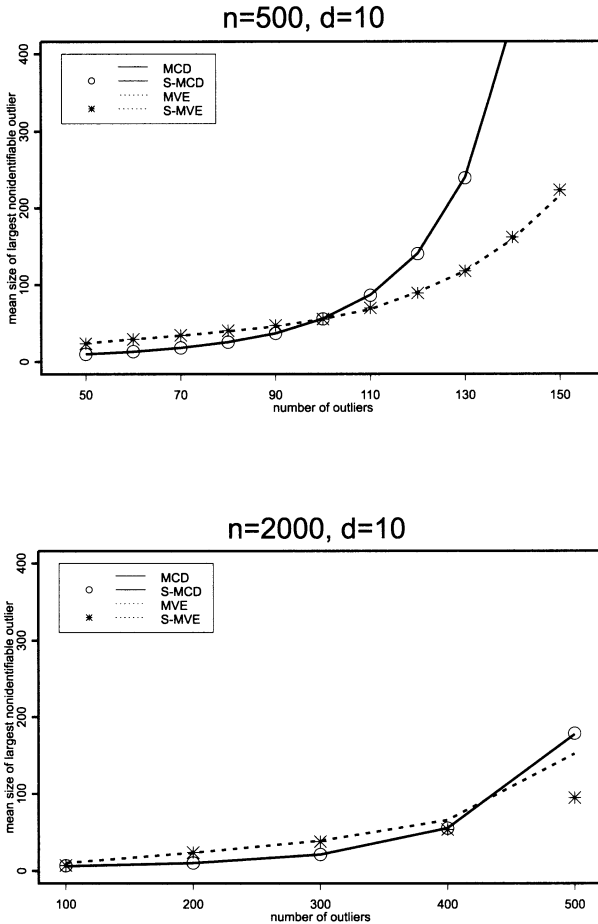 n=500, d=10
MCD
S-MCD
MVE
S-MVE
mean size of largest nonidentifiable outlier
400
300
200
100
0
50 70 90 110 130 150
number of outliers
n=2000, d=10
MCD
S-MCD
MVE
S-MVE
mean size of largest nonidentifiable outlier
400
300
200
100
0
100 200 300 400 500
number of outliers